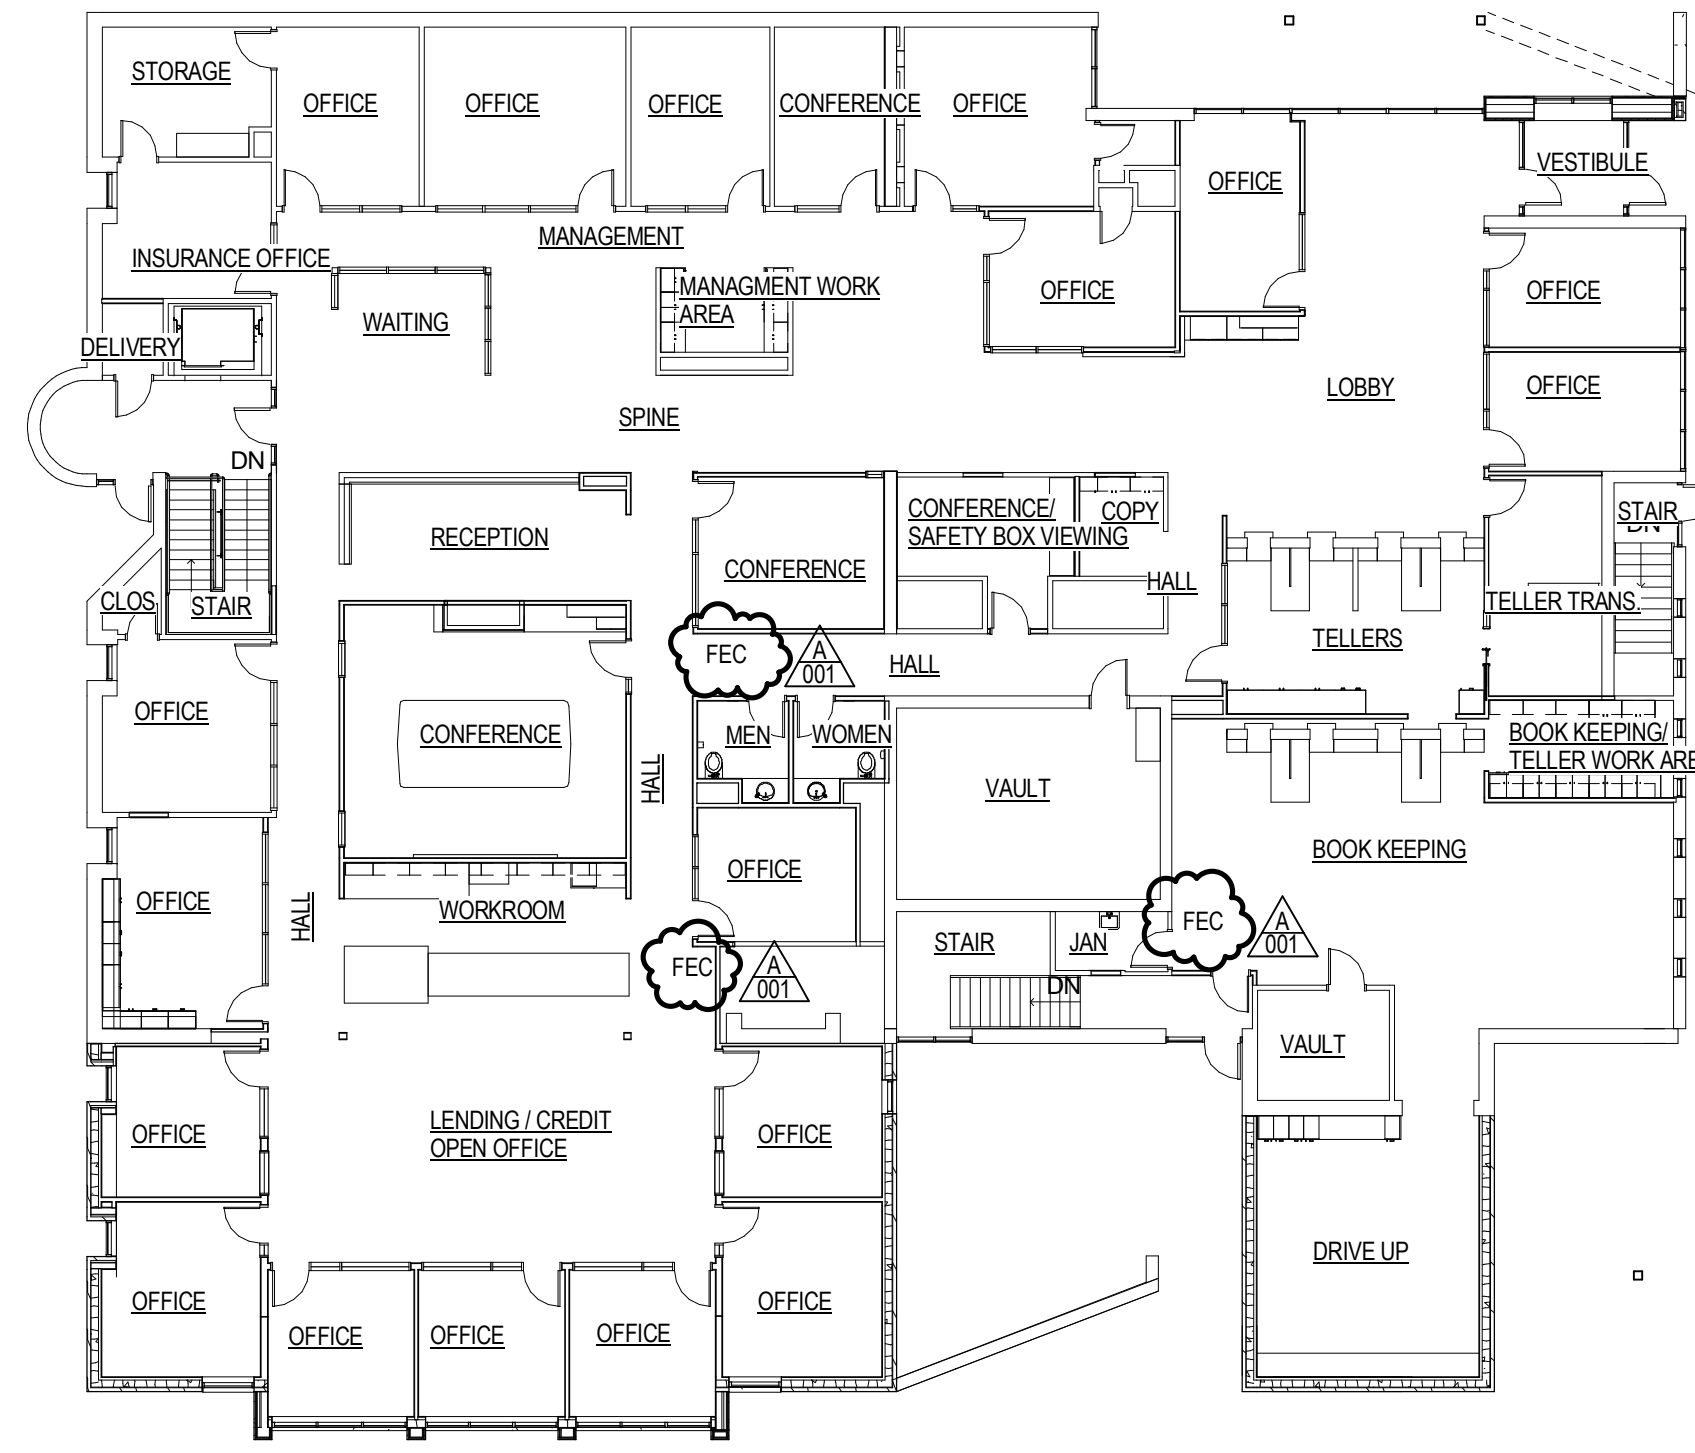 STORAGE
OFFICE
OFFICE
OFFICE
CONFERENCE
OFFICE
OFFICE
VESTIBULE
MANAGEMENT
INSURANCE OFFICE
MANAGMENT WORK
AREA
OFFICE
OFFICE
WAITING
DELIVERY
OFFICE
LOBBY
SPINE
DN
CONFERENCE/
SAFETY BOX VIEWING
COPY
STAIR
DN
RECEPTION
CONFERENCE
HALL
CLOS
STAIR
TELLER TRANS.
TELLERS
FEC
A
001
HALL
OFFICE
CONFERENCE
MEN
WOMEN
BOOK KEEPING/
TELLER WORK ARE
HALL
VAULT
BOOK KEEPING
OFFICE
OFFICE
HALL
WORKROOM
FEC
A
001
STAIR
JAN
FEC
A
001
DN
VAULT
OFFICE
LENDING / CREDIT
OPEN OFFICE
OFFICE
DRIVE UP
OFFICE
OFFICE
OFFICE
OFFICE
OFFICE